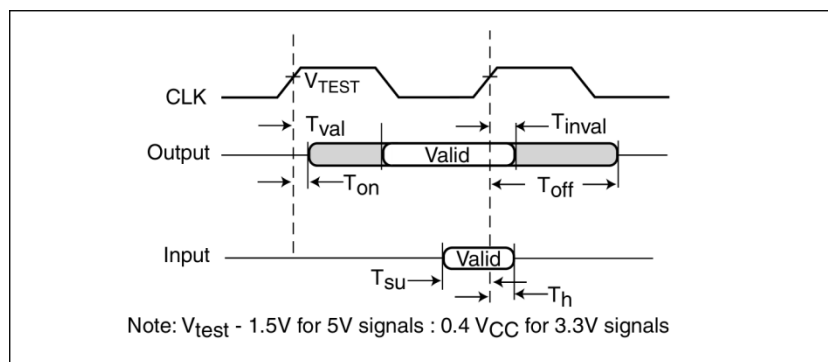 VTEST
CLK
Tval
Tinval
Output
Valid
Ton
Toff
Input
Valid
Tsu
Th
Note: Vtest - 1.5V for 5V signals : 0.4 VCC for 3.3V signals